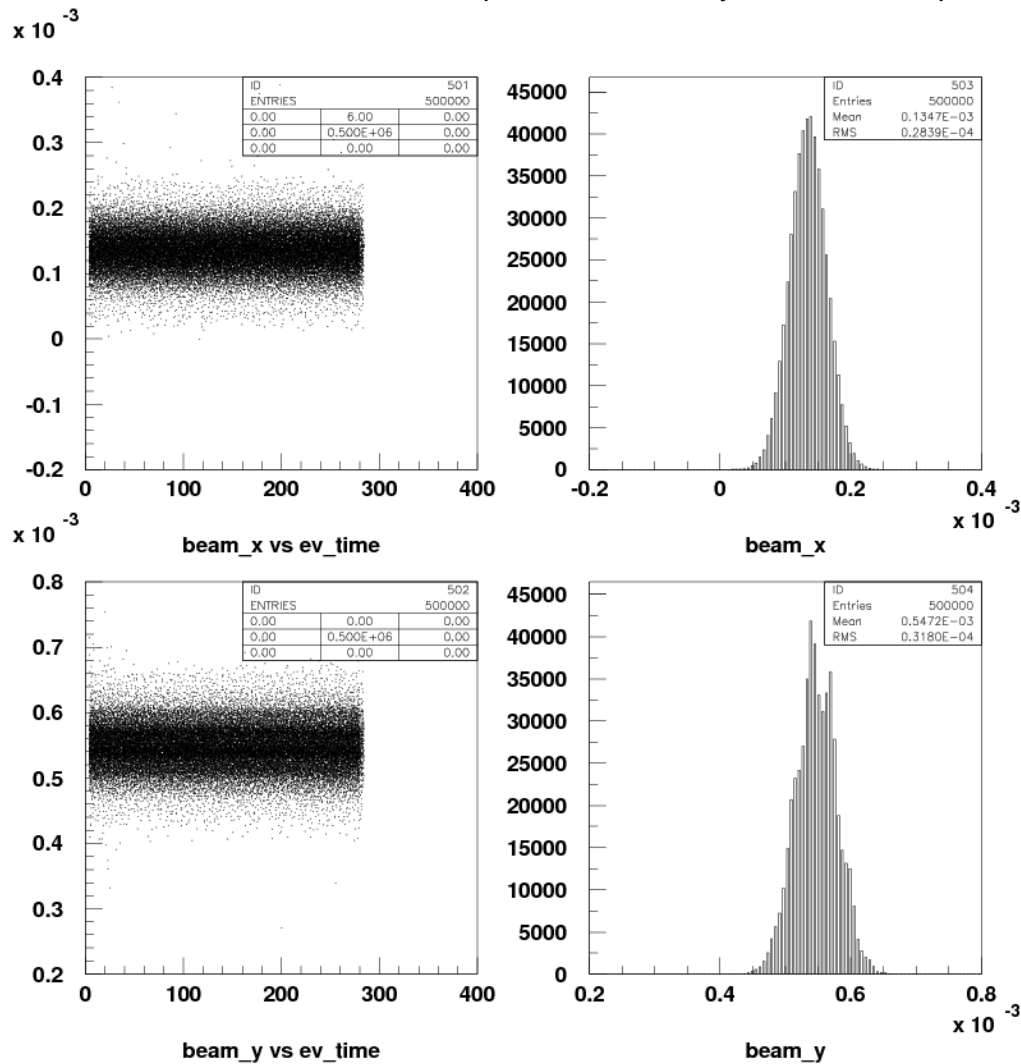 x 10 -3
0.4
0.3
0.2
0.1
0
-0.1
-0.2
0 100 200 300 400
beam_x vs ev_time
ID 501
ENTRIES 500000
0.00 6.00 0.00
0.00 0.500E+06 0.00
0.00 0.00 0.00
45000
40000
35000
30000
25000
20000
15000
10000
5000
0
-0.2 0 0.2 0.4
x 10 -3
beam_x
ID 503
Entries 500000
Mean 0.1347E-03
RMS 0.2839E-04
x 10 -3
0.8
0.7
0.6
0.5
0.4
0.3
0.2
0 100 200 300 400
beam_y vs ev_time
ID 502
ENTRIES 500000
0.00 0.00 0.00
0.00 0.500E+06 0.00
0.00 0.00 0.00
45000
40000
35000
30000
25000
20000
15000
10000
5000
0
0.2 0.4 0.6 0.8
x 10 -3
beam_y
ID 504
Entries 500000
Mean 0.5472E-03
RMS 0.3180E-04